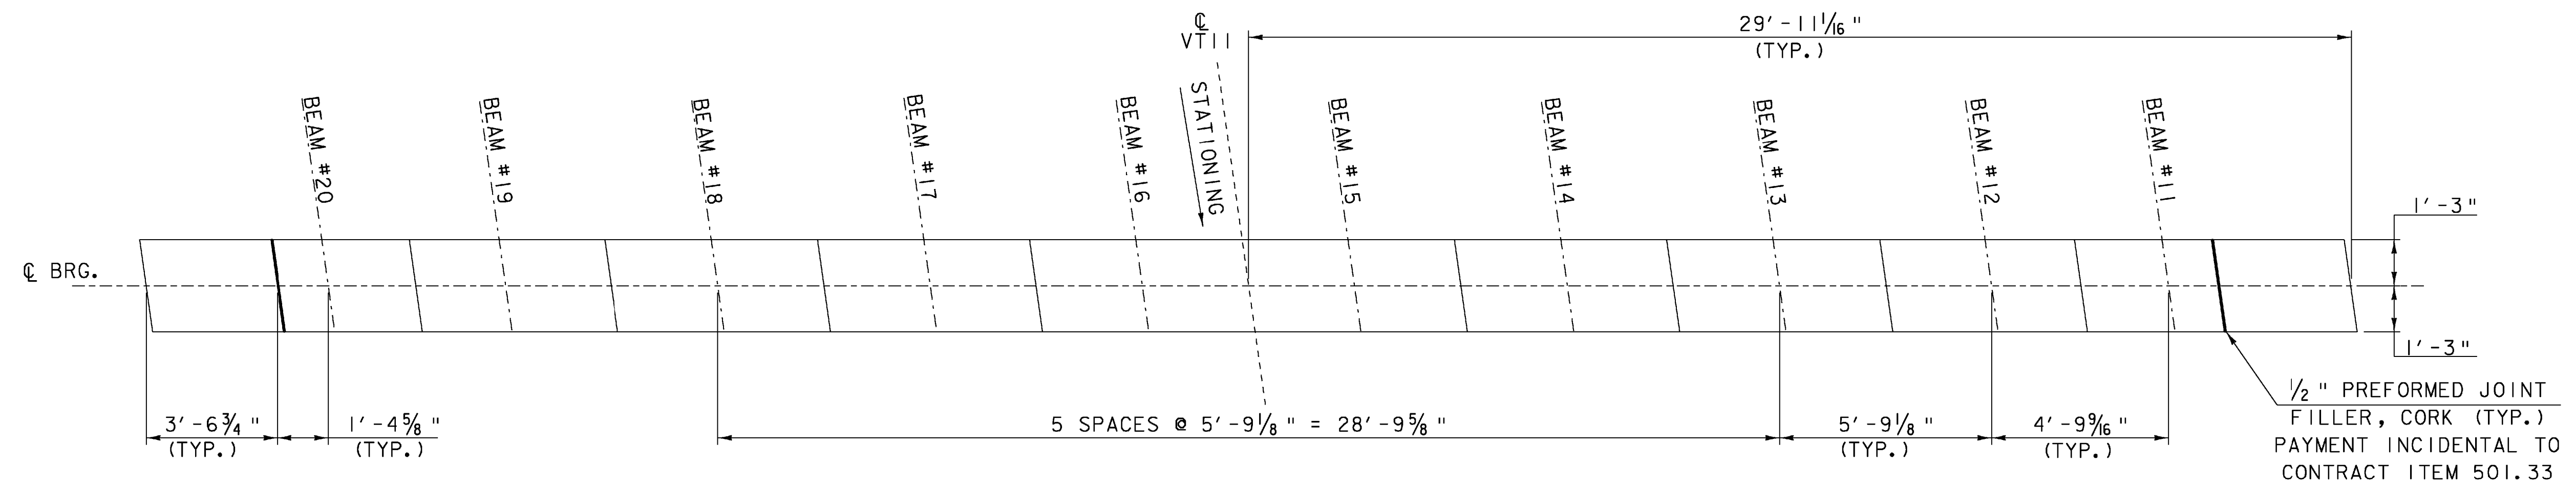 ℄
VT11
29'-11 1/16"
(TYP.)
STATIONING
BEAM #20
BEAM #19
BEAM #18
BEAM #17
BEAM #16
BEAM #15
BEAM #14
BEAM #13
BEAM #12
BEAM #11
1'-3"
℄ BRG.
1'-3"
3'-6 3/4"
(TYP.)
1'-4 5/8"
(TYP.)
5 SPACES @ 5'-9 1/8" = 28'-9 5/8"
5'-9 1/8"
(TYP.)
4'-9 9/16"
(TYP.)
1/2" PREFORMED JOINT
FILLER, CORK (TYP.)
PAYMENT INCIDENTAL TO
CONTRACT ITEM 501.33